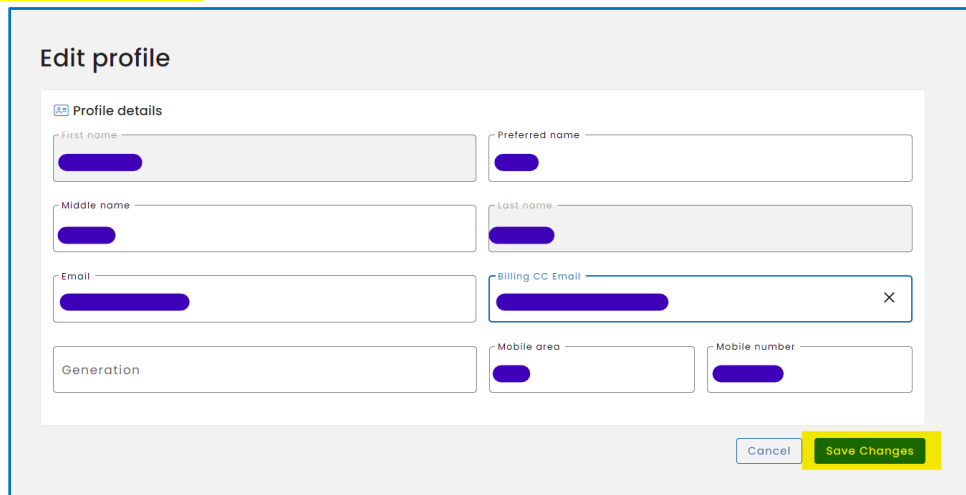 Edit profile
Profile details
First name
Preferred name
Middle name
Last name
Email
Billing CC Email
Generation
Mobile area
Mobile number
Cancel
Save Changes